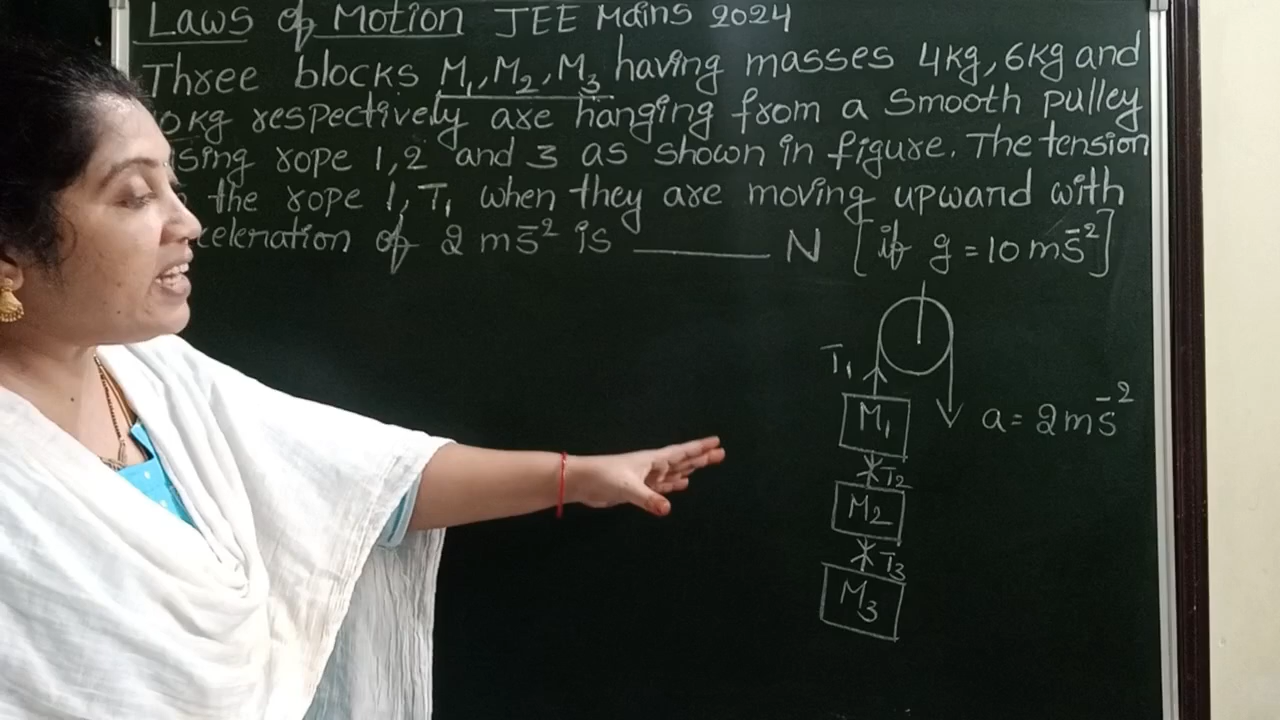 Laws of Motion JEE Mains 2024
Three blocks M₁, M₂, M₃ having masses 4kg, 6kg and
kg respectively are hanging from a smooth pulley
sing rope 1, 2 and 3 as shown in figure. The tension
the rope 1, T₁ when they are moving upward with
celeration of 2 ms⁻² is _____ N [if g = 10 ms⁻²]
T₁
M₁
a = 2 ms⁻²
T₂
M₂
T₃
M₃